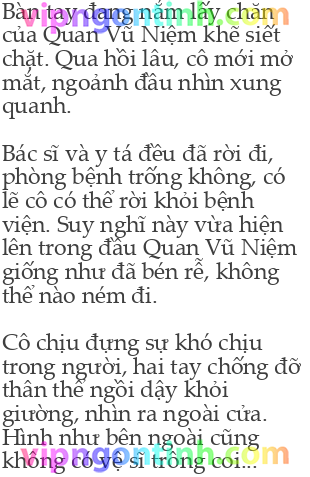 Bàn tay đang nắm lấy chăn
của Quan Vũ Niệm khẽ siết
chặt. Qua hồi lâu, cô mới mở
mắt, ngoảnh đầu nhìn xung
quanh.
Bác sĩ và y tá đều đã rời đi,
phòng bệnh trống không, có
lẽ cô có thể rời khỏi bệnh
viện. Suy nghĩ này vừa hiện
lên trong đầu Quan Vũ Niệm
giống như đã bén rễ, không
thể nào ném đi.
Cô chịu đựng sự khó chịu
trong người, hai tay chống đỡ
thân thể ngồi dậy khỏi
giường, nhìn ra ngoài cửa.
Hình như bên ngoài cũng
không có vệ sĩ trông coi...
vipngontinh.com
vipngontinh.com